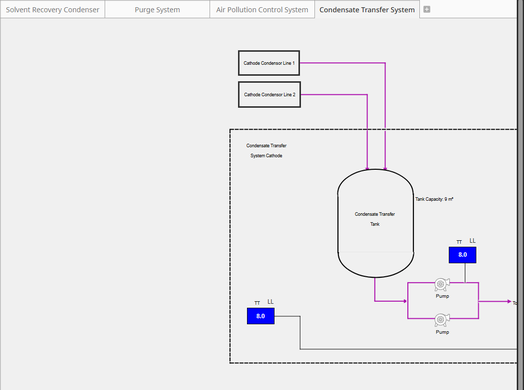 Solvent Recovery Condenser
Purge System
Air Pollution Control System
Condensate Transfer System
Cathode Condensor Line 1
Cathode Condensor Line 2
Condensate Transfer
System Cathode
Tank Capacity: 9 m³
Condensate Transfer
Tank
TT LL
8.0
Pump
TT LL
8.0
Pump